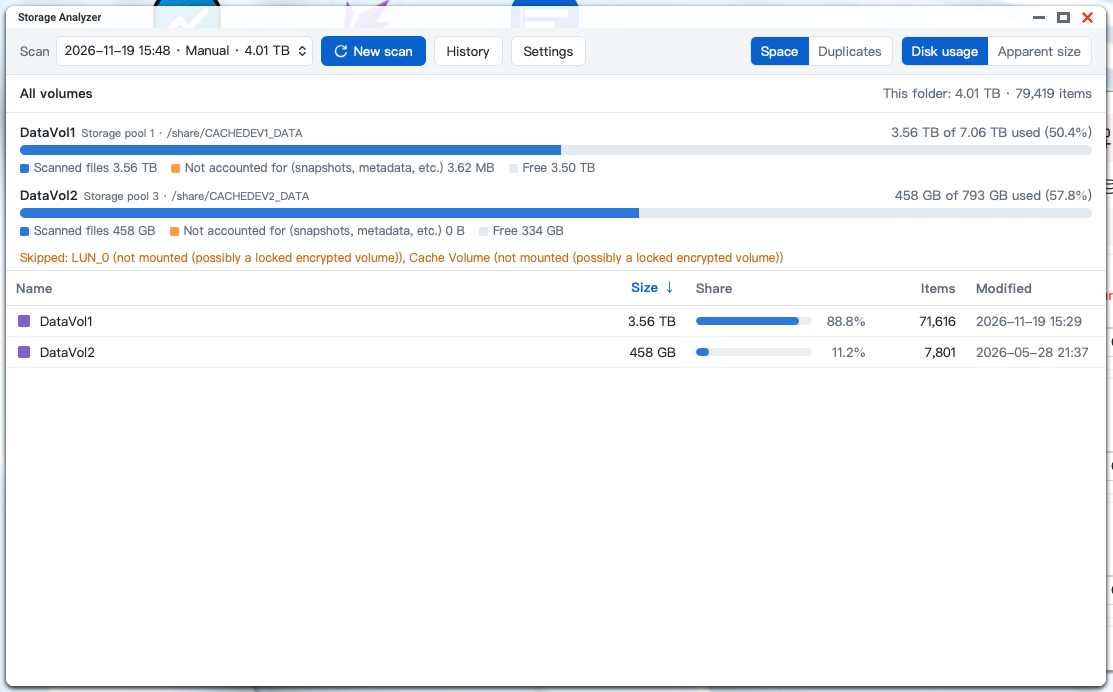 Storage Analyzer
Scan 2026-11-19 15:48 · Manual · 4.01 TB New scan History Settings Space Duplicates Disk usage Apparent size
All volumes This folder: 4.01 TB · 79,419 items
DataVol1 Storage pool 1 · /share/CACHEDEV1_DATA 3.56 TB of 7.06 TB used (50.4%)
Scanned files 3.56 TB Not accounted for (snapshots, metadata, etc.) 3.62 MB Free 3.50 TB
DataVol2 Storage pool 3 · /share/CACHEDEV2_DATA 458 GB of 793 GB used (57.8%)
Scanned files 458 GB Not accounted for (snapshots, metadata, etc.) 0 B Free 334 GB
Skipped: LUN_0 (not mounted (possibly a locked encrypted volume)), Cache Volume (not mounted (possibly a locked encrypted volume))
Name Size ↓ Share Items Modified
DataVol1 3.56 TB 88.8% 71,616 2026-11-19 15:29
DataVol2 458 GB 11.2% 7,801 2026-05-28 21:37